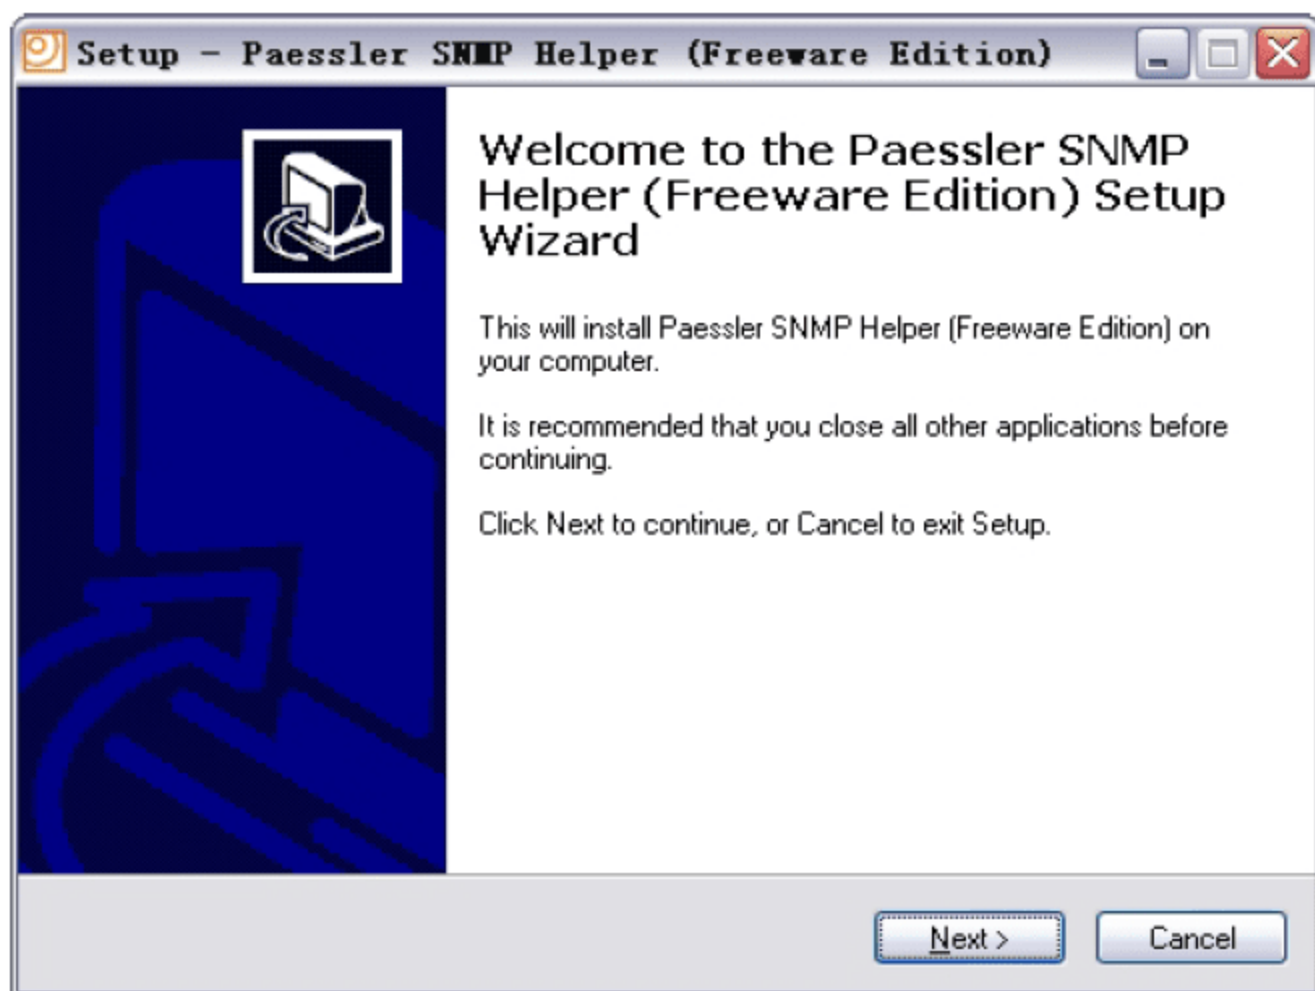 Setup - Paessler SNMP Helper (Freeware Edition)
Welcome to the Paessler SNMP
Helper (Freeware Edition) Setup
Wizard
This will install Paessler SNMP Helper (Freeware Edition) on
your computer.
It is recommended that you close all other applications before
continuing.
Click Next to continue, or Cancel to exit Setup.
Next >
Cancel